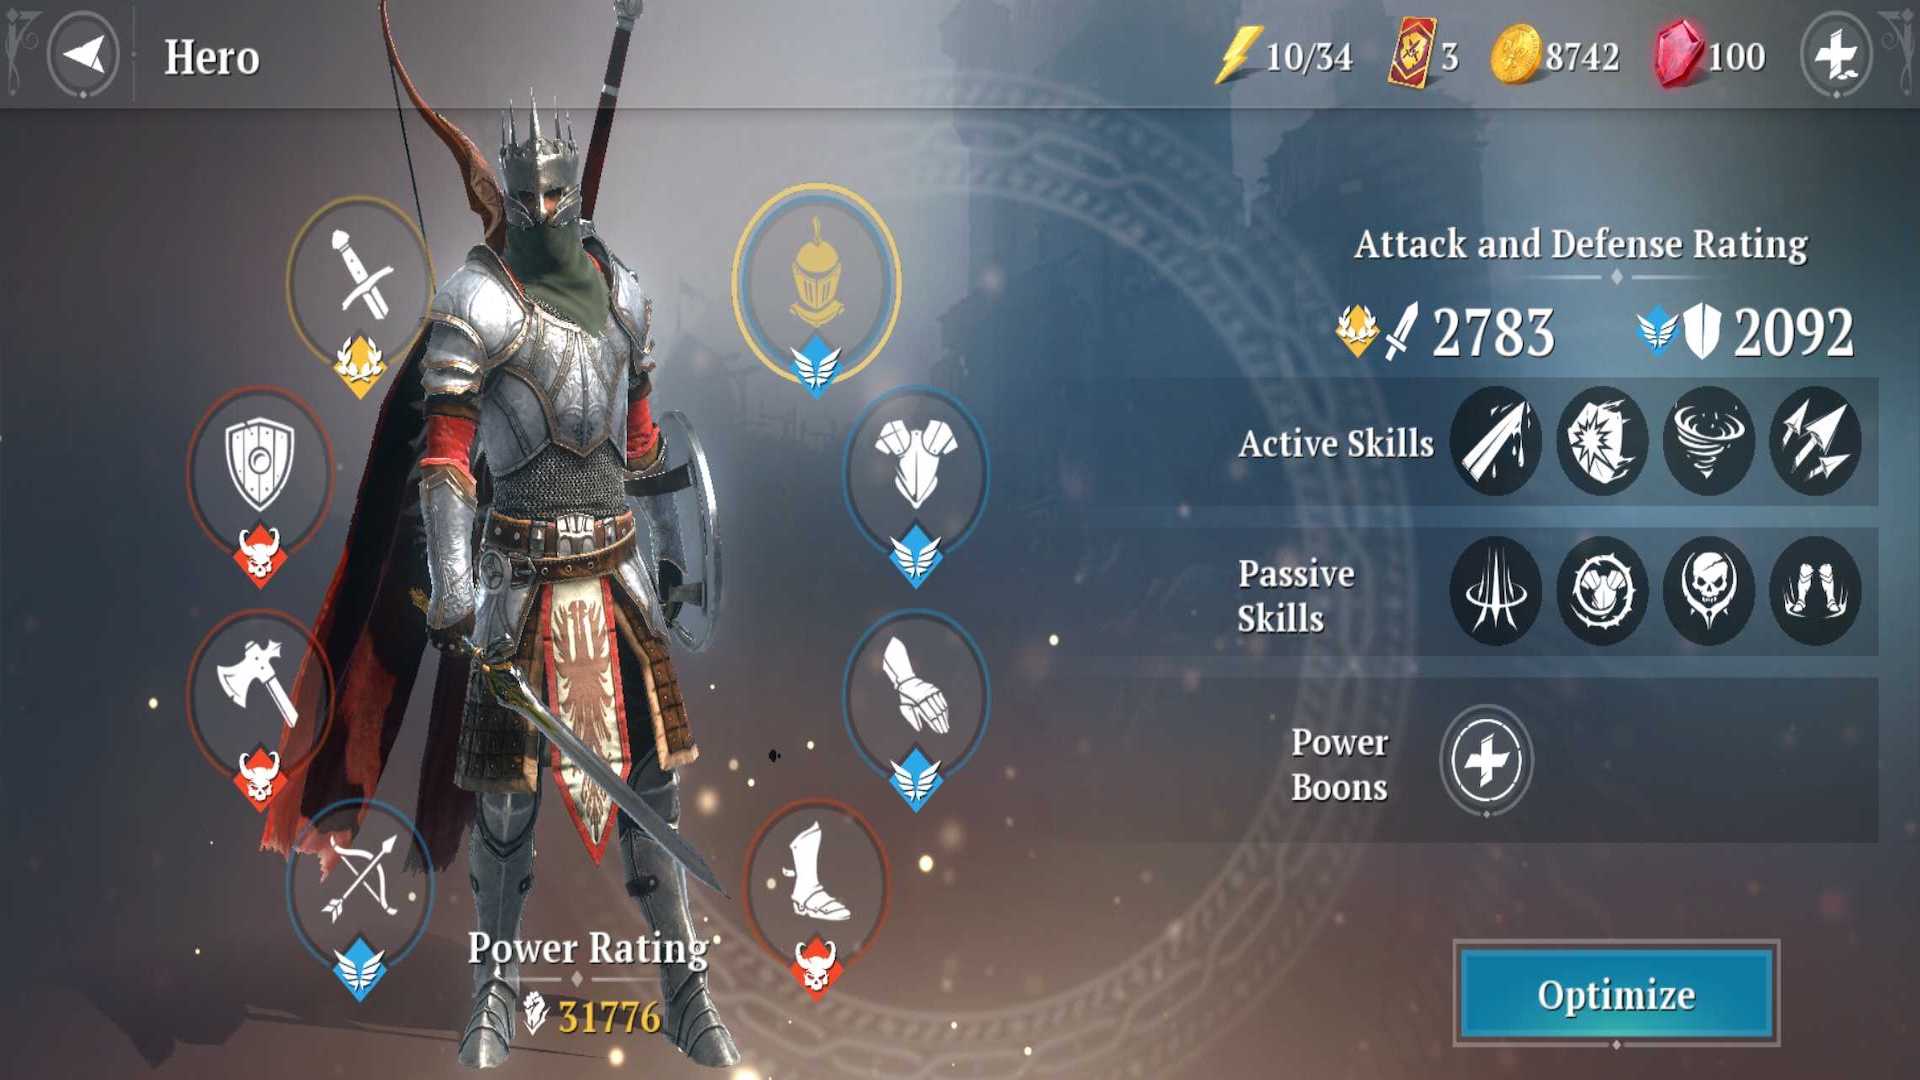 Hero
10/34
3
8742
100
Attack and Defense Rating
2783
2092
Active Skills
Passive
Skills
Power
Boons
Power Rating
31776
Optimize